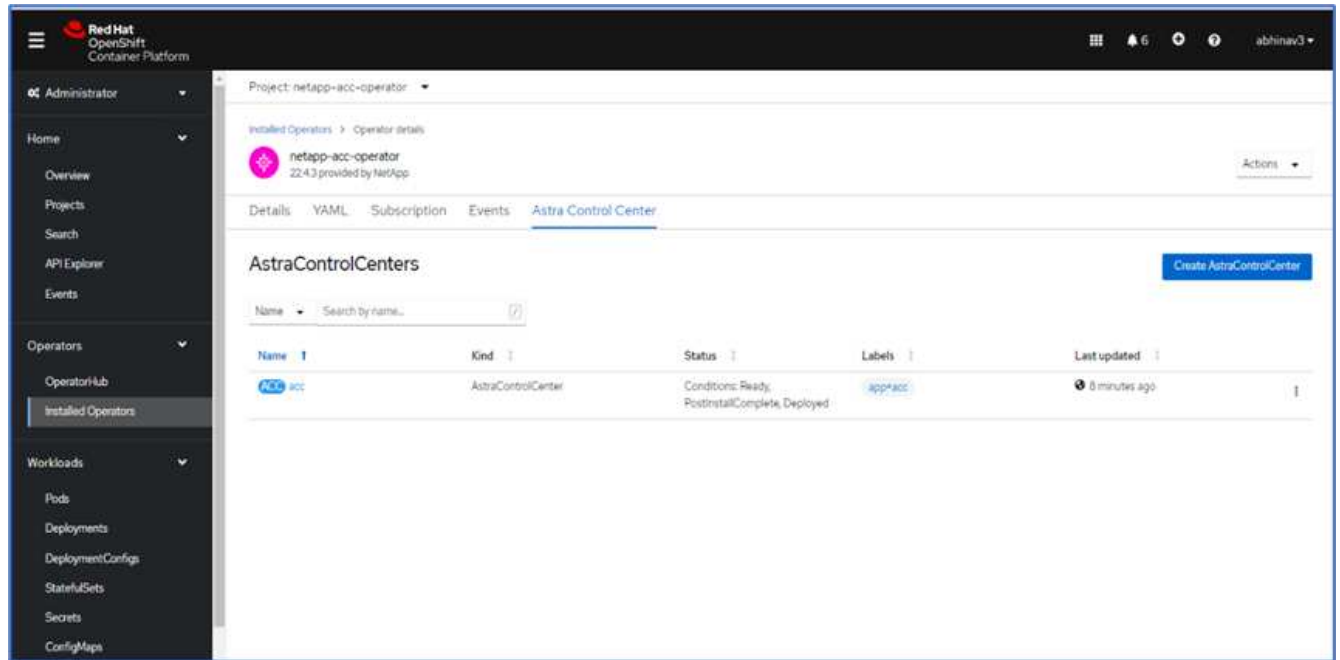 Red Hat
OpenShift
Container Platform
6
abhinav3
Administrator
Project: netapp-acc-operator
Home
Overview
Projects
Search
API Explorer
Events
Operators
OperatorHub
Installed Operators
Workloads
Pods
Deployments
DeploymentConfigs
StatefulSets
Secrets
ConfigMaps
Installed Operators > Operator details
netapp-acc-operator
22.4.3 provided by NetApp
Actions
Details YAML Subscription Events Astra Control Center
AstraControlCenters
Create AstraControlCenter
Name Search by name... /
Name Kind Status Labels Last updated
ACC acc AstraControlCenter Conditions: Ready, app=acc 8 minutes ago
PostInstallComplete, Deployed